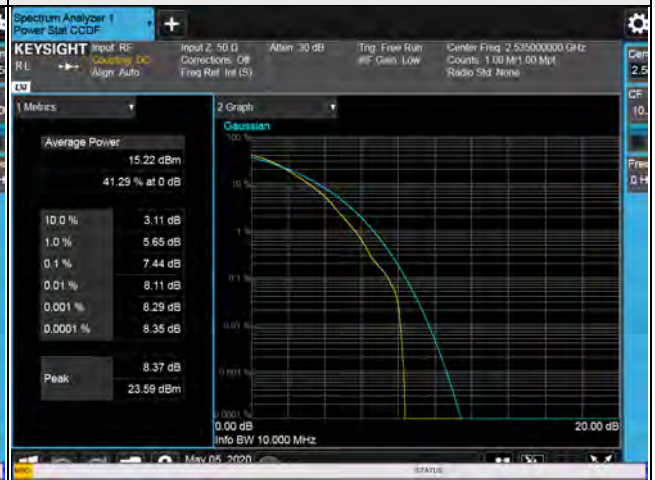 Spectrum Analyzer 1
Power Stat CCDF
+
KEYSIGHT
RL
Input: RF
Coupling: DC
Align: Auto
Input Z: 50 Ω
Corrections: Off
Freq Ref: Int (S)
Atten: 30 dB
Trig: Free Run
#IF Gain: Low
Center Freq: 2.535000000 GHz
Counts: 1.00 M/1.00 Mpt
Radio Std: None
1 Metrics
Average Power
15.22 dBm
41.29 % at 0 dB
10.0 % 3.11 dB
1.0 % 5.65 dB
0.1 % 7.44 dB
0.01 % 8.11 dB
0.001 % 8.29 dB
0.0001 % 8.35 dB
Peak
8.37 dB
23.59 dBm
2 Graph
Gaussian
100 %
10 %
1 %
0.1 %
0.01 %
0.001 %
0.0001 %
0.00 dB
20.00 dB
Info BW 10.000 MHz
May 05, 2020
MSG
STATUS
CF
10.
0 H